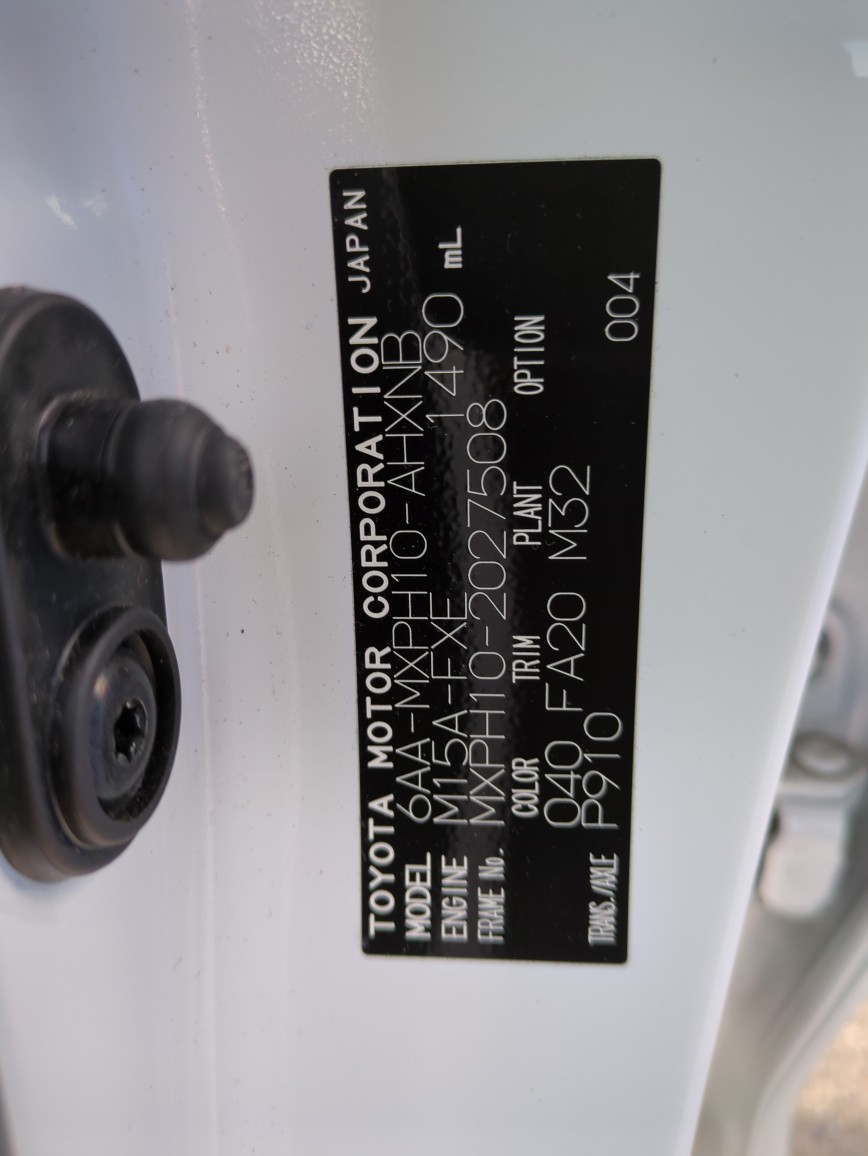 TOYOTA MOTOR CORPORATION JAPAN
MODEL 6AA-MXPH10-AHXNB
ENGINE M15A-FXE 1490 mL
FRAME No. MXPH10-2027508
COLOR TRIM PLANT OPTION
040 FA20 M32
TRANS./AXLE P910
004